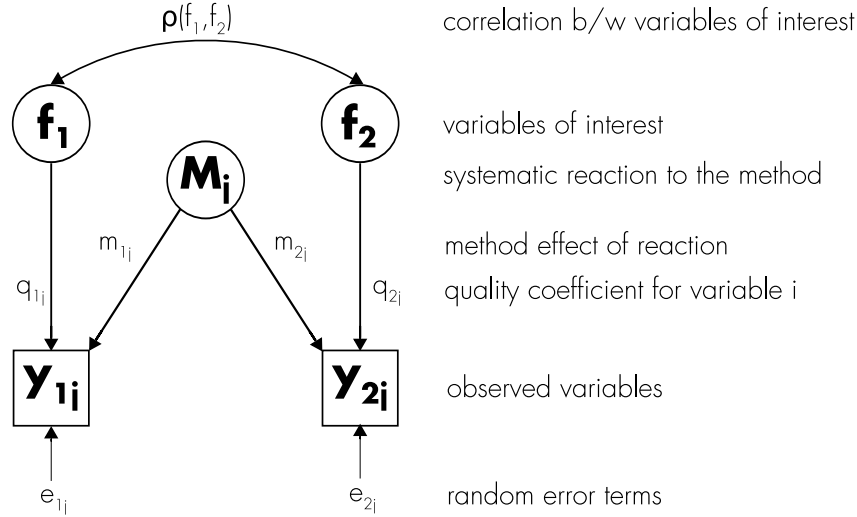 ρ(f₁,f₂) correlation b/w variables of interest
f₁ f₂ variables of interest
Mⱼ systematic reaction to the method
m₁ⱼ m₂ⱼ method effect of reaction
q₁ⱼ q₂ⱼ quality coefficient for variable i
y₁ⱼ y₂ⱼ observed variables
e₁ⱼ e₂ⱼ random error terms